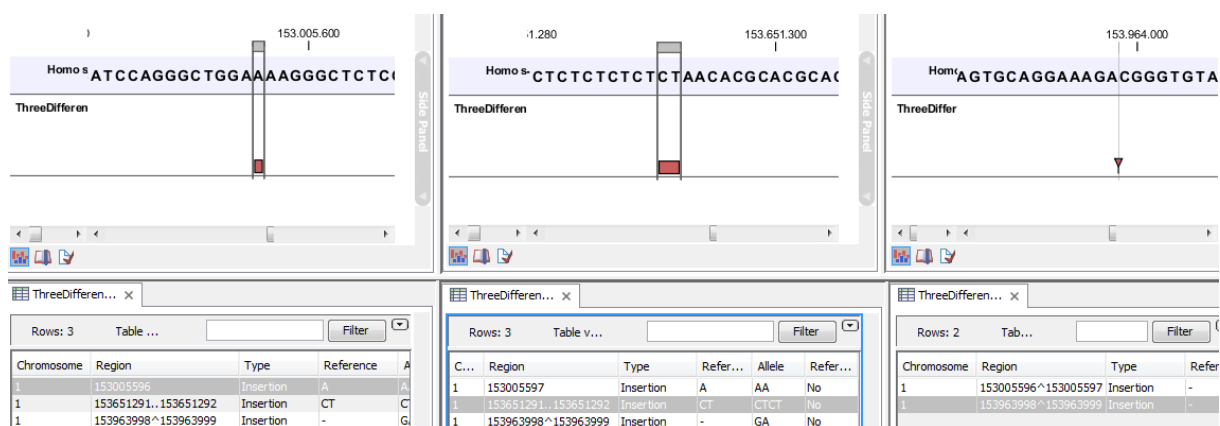 153.005.600
Homo s ATCCAGGGCTGGAAAAGGGCTCTC
ThreeDifferen
Side Panel
ThreeDifferen...
Rows: 3 Table ... Filter
Chromosome Region Type Reference A
1 153005596 Insertion A A
1 153651291..153651292 Insertion CT
1 153963998^153963999 Insertion -
1.280 153.651.300
Homo s- CTCTCTCTCTCTAACACGCACGCAC
ThreeDifferen
Side Panel
ThreeDifferen...
Rows: 3 Table v... Filter
C... Region Type Refer... Allele Refer...
1 153005597 Insertion A AA No
1 153651291..153651292 Insertion CT CTCT No
1 153963998^153963999 Insertion - GA No
153.964.000
Homo AGTGCAGGAAAGACGGGTGTA
ThreeDiffer
ThreeDifferen...
Rows: 2 Tab... Filter
Chromosome Region Type Refer
1 153005596^153005597 Insertion -
1 153963998^153963999 Insertion -